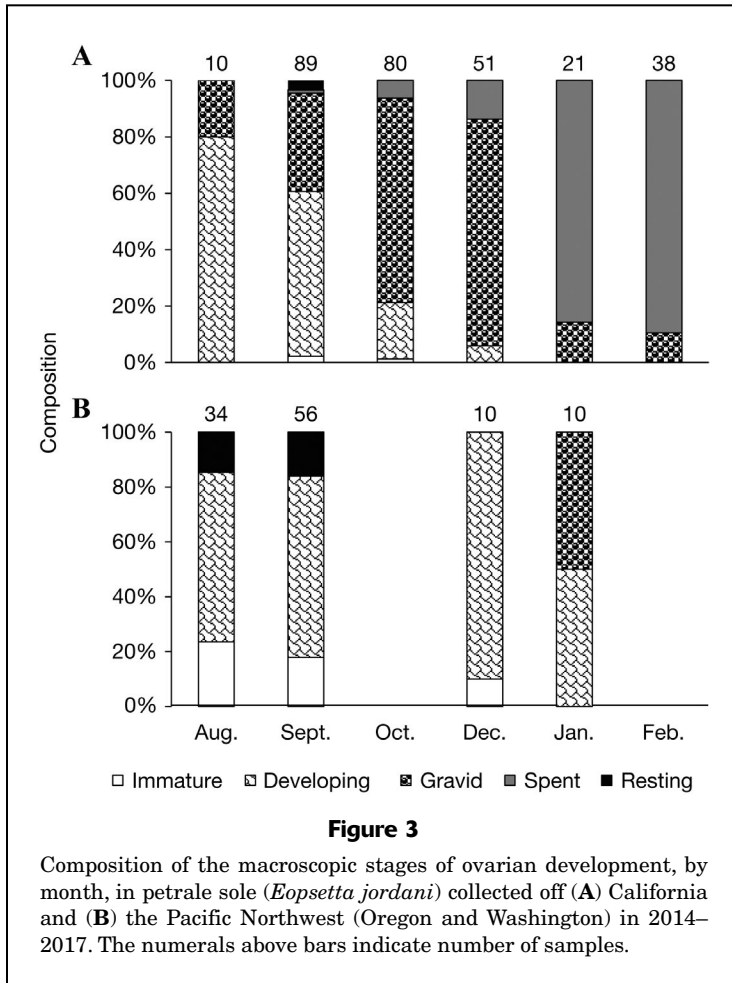 A
10 89 80 51 21 38
100%
80%
60%
40%
20%
0%
Composition
B
34 56 10 10
100%
80%
60%
40%
20%
0%
Aug. Sept. Oct. Dec. Jan. Feb.
Immature Developing Gravid Spent Resting
Figure 3
Composition of the macroscopic stages of ovarian development, by
month, in petrale sole (Eopsetta jordani) collected off (A) California
and (B) the Pacific Northwest (Oregon and Washington) in 2014–
2017. The numerals above bars indicate number of samples.